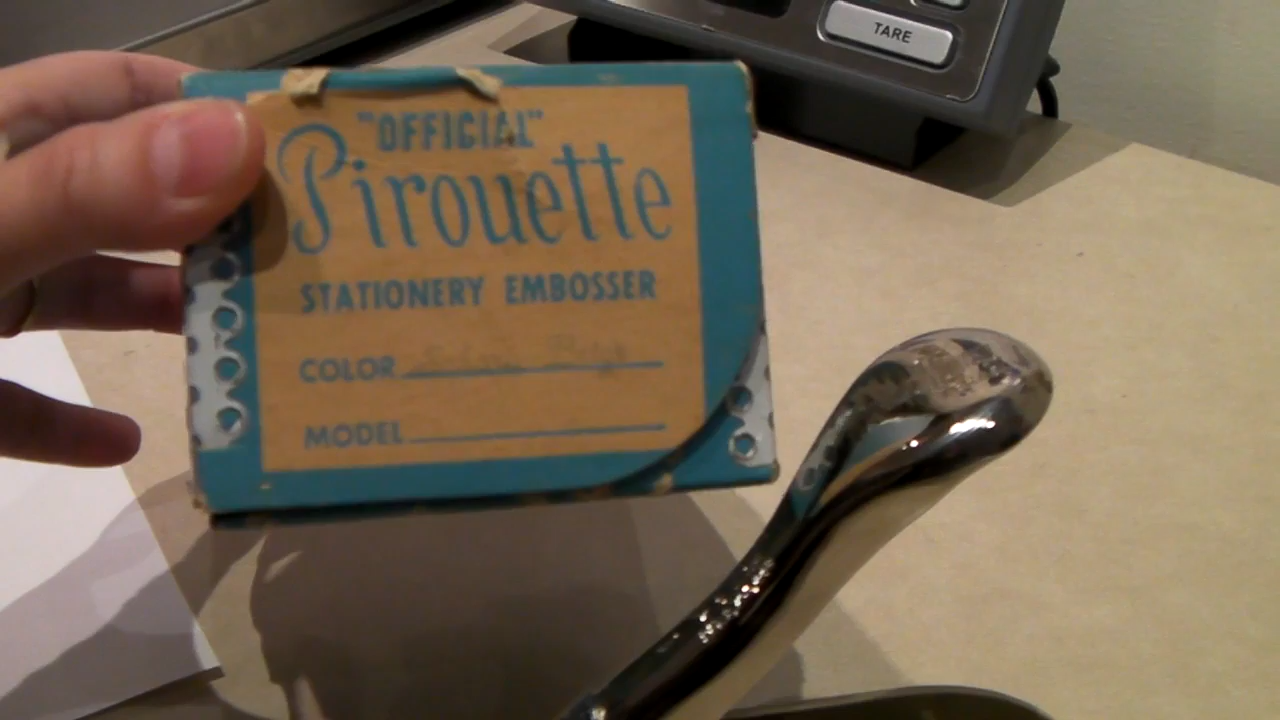 TARE
"OFFICIAL"
Pirouette
STATIONERY EMBOSSER
COLOR
MODEL